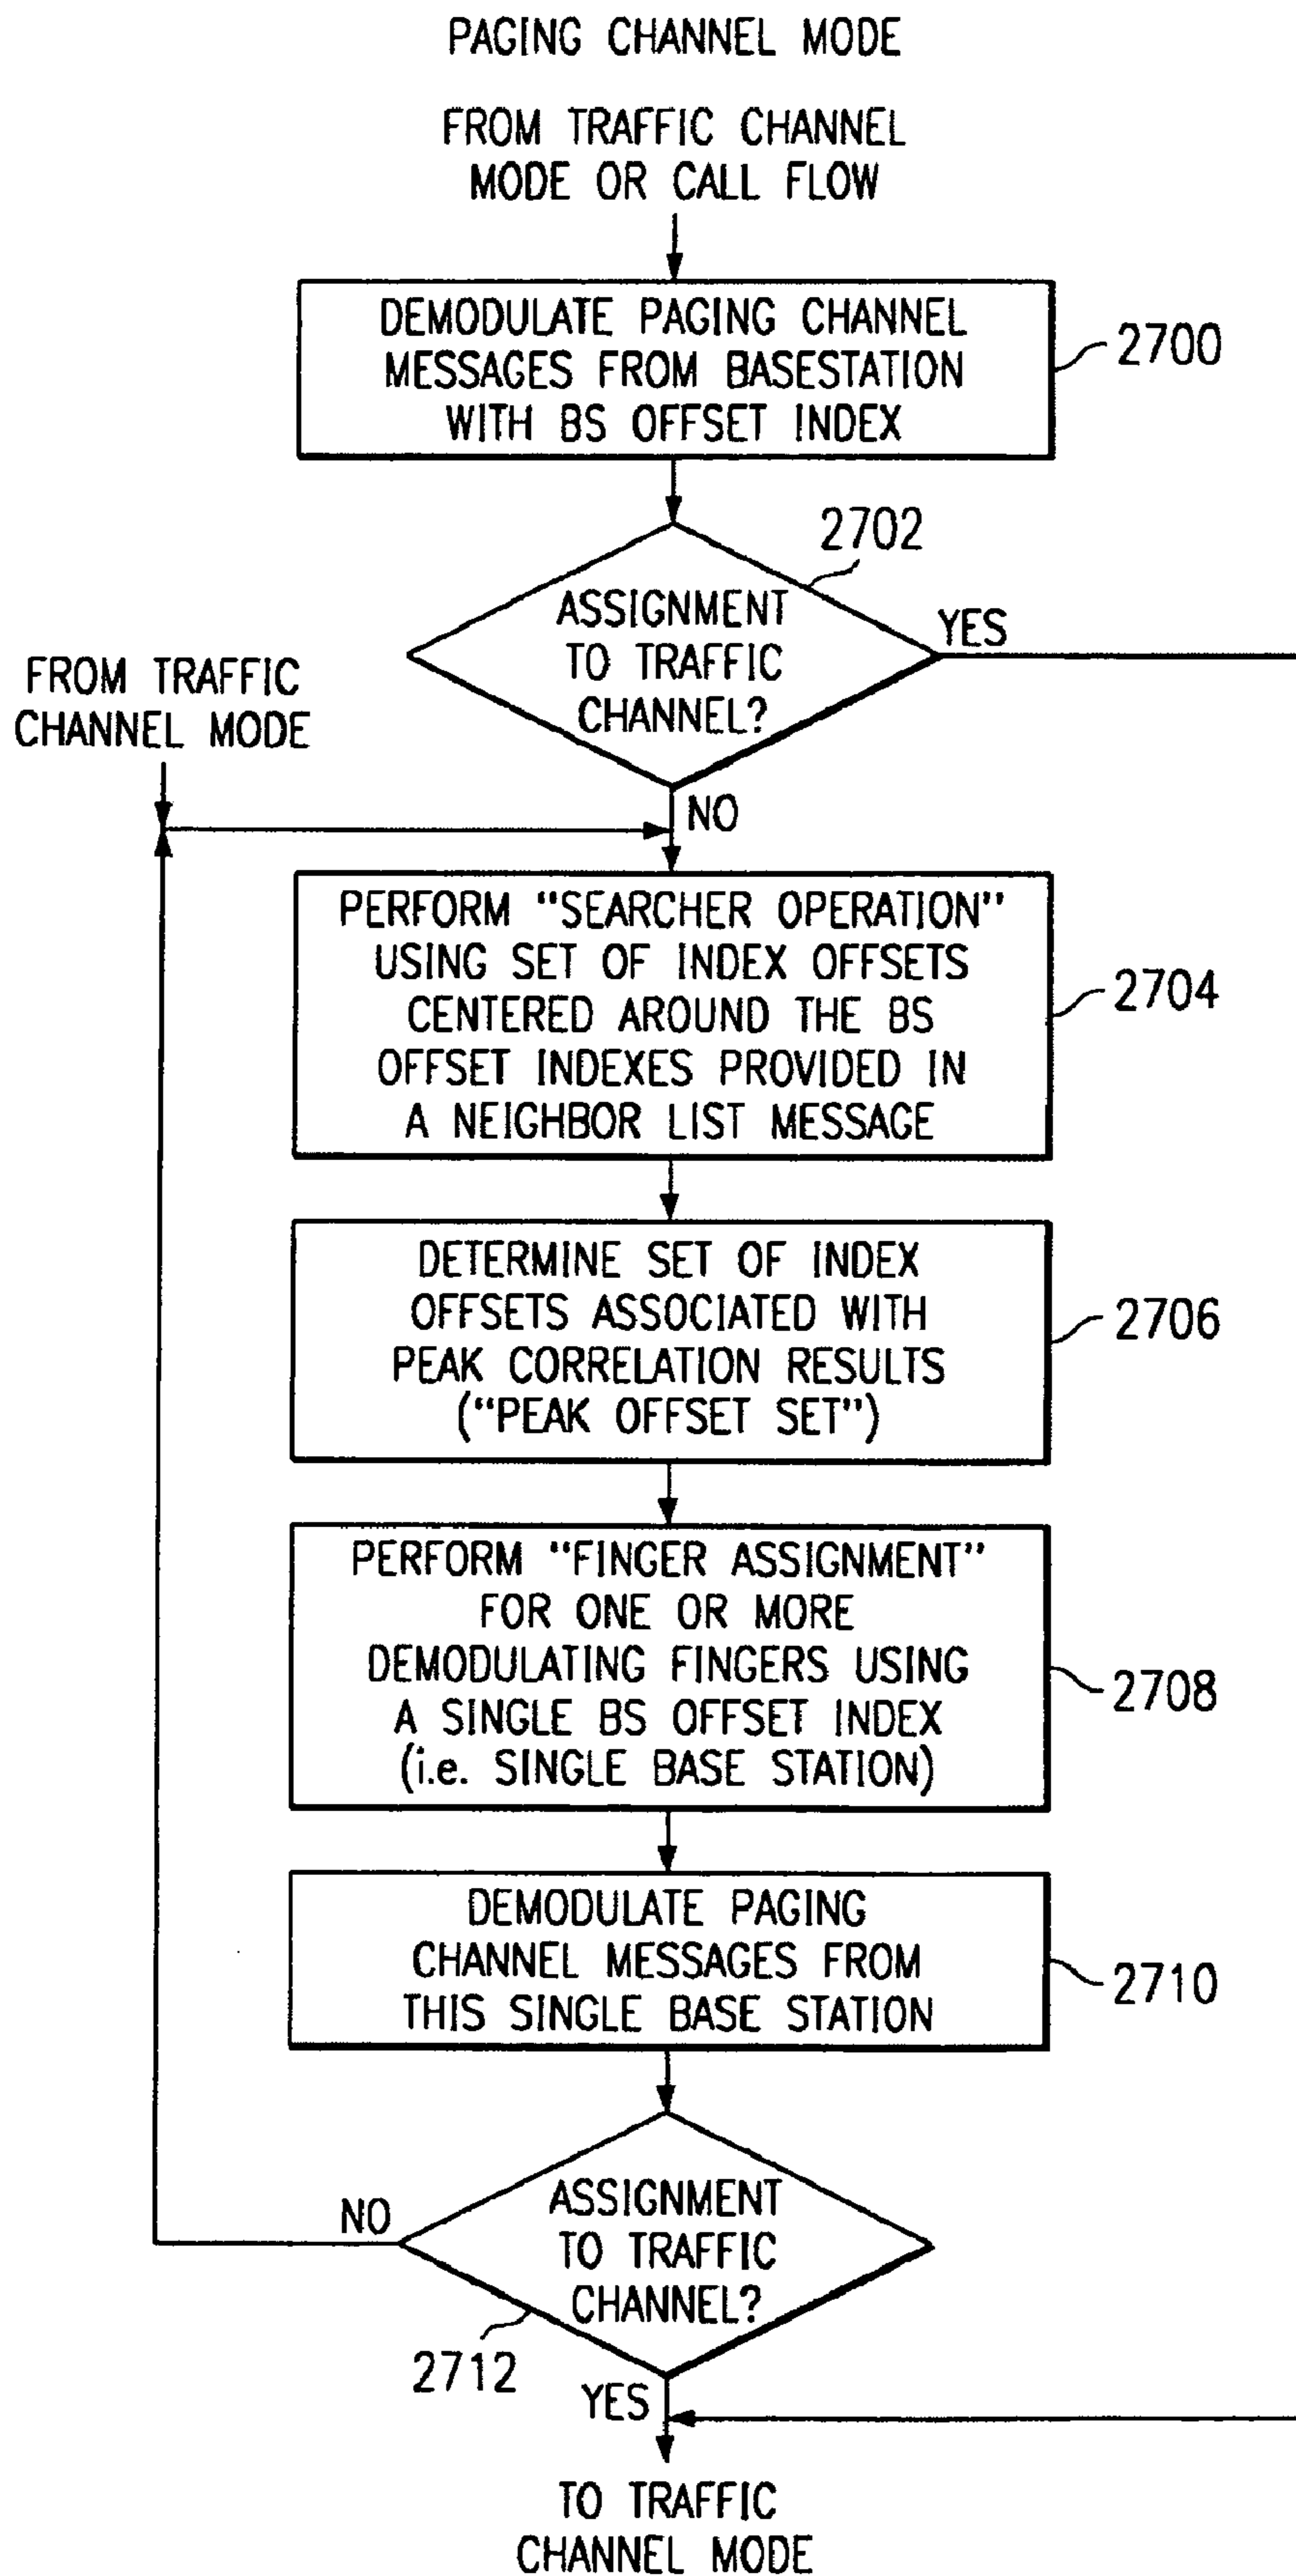 PAGING CHANNEL MODE
FROM TRAFFIC CHANNEL
MODE OR CALL FLOW
DEMODULATE PAGING CHANNEL
MESSAGES FROM BASESTATION
WITH BS OFFSET INDEX
2700
2702
ASSIGNMENT
TO TRAFFIC
CHANNEL?
YES
FROM TRAFFIC
CHANNEL MODE
NO
PERFORM "SEARCHER OPERATION"
USING SET OF INDEX OFFSETS
CENTERED AROUND THE BS
OFFSET INDEXES PROVIDED IN
A NEIGHBOR LIST MESSAGE
2704
DETERMINE SET OF INDEX
OFFSETS ASSOCIATED WITH
PEAK CORRELATION RESULTS
("PEAK OFFSET SET")
2706
PERFORM "FINGER ASSIGNMENT"
FOR ONE OR MORE
DEMODULATING FINGERS USING
A SINGLE BS OFFSET INDEX
(i.e. SINGLE BASE STATION)
2708
DEMODULATE PAGING
CHANNEL MESSAGES FROM
THIS SINGLE BASE STATION
2710
NO
ASSIGNMENT
TO TRAFFIC
CHANNEL?
2712
YES
TO TRAFFIC
CHANNEL MODE